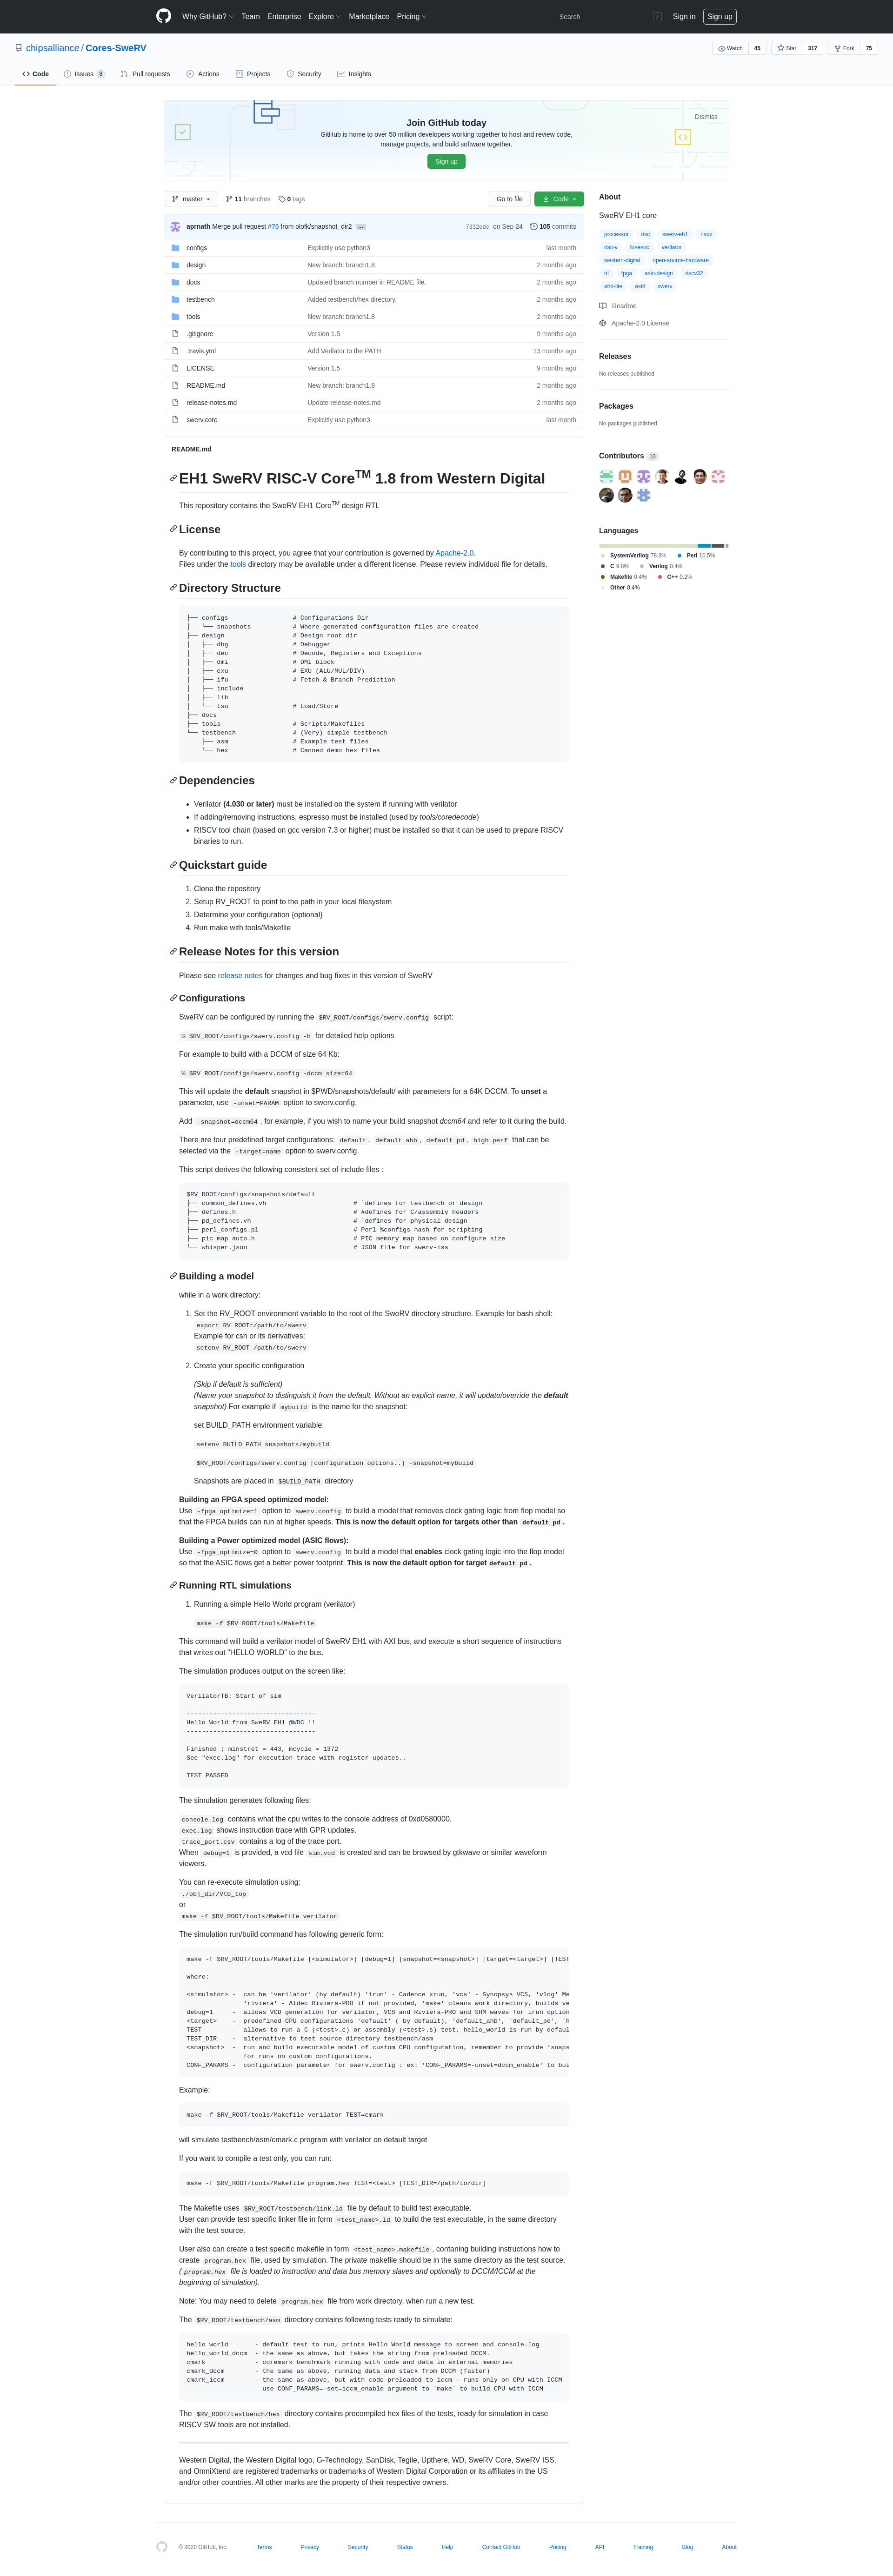 Why GitHub? Team Enterprise Explore Marketplace Pricing Search / Sign in Sign up
chipsalliance / Cores-SweRV
Watch 45 Star 317 Fork 75
Code Issues 8 Pull requests Actions Projects Security Insights
Dismiss
Join GitHub today
GitHub is home to over 50 million developers working together to host and review code,
manage projects, and build software together.
Sign up
master 11 branches 0 tags Go to file Code
aprnath Merge pull request #76 from olofk/snapshot_dir2 … 7332edc on Sep 24 105 commits
configs Explicitly use python3 last month
design New branch: branch1.8 2 months ago
docs Updated branch number in README file. 2 months ago
testbench Added testbench/hex directory. 2 months ago
tools New branch: branch1.8 2 months ago
.gitignore Version 1.5 9 months ago
.travis.yml Add Verilator to the PATH 13 months ago
LICENSE Version 1.5 9 months ago
README.md New branch: branch1.8 2 months ago
release-notes.md Update release-notes.md 2 months ago
swerv.core Explicitly use python3 last month
About
SweRV EH1 core
processor risc swerv-eh1 riscv
risc-v fusesoc verilator
western-digital open-source-hardware
rtl fpga asic-design riscv32
ahb-lite axi4 swerv
Readme
Apache-2.0 License
Releases
No releases published
Packages
No packages published
Contributors 10
Languages
SystemVerilog 78.3% Perl 10.5%
C 9.8% Verilog 0.4%
Makefile 0.4% C++ 0.2%
Other 0.4%
README.md
EH1 SweRV RISC-V CoreTM 1.8 from Western Digital
This repository contains the SweRV EH1 CoreTM design RTL
License
By contributing to this project, you agree that your contribution is governed by Apache-2.0.
Files under the tools directory may be available under a different license. Please review individual file for details.
Directory Structure
├── configs # Configurations Dir
│   └── snapshots # Where generated configuration files are created
├── design # Design root dir
│   ├── dbg # Debugger
│   ├── dec # Decode, Registers and Exceptions
│   ├── dmi # DMI block
│   ├── exu # EXU (ALU/MUL/DIV)
│   ├── ifu # Fetch & Branch Prediction
│   ├── include
│   ├── lib
│   └── lsu # Load/Store
├── docs
├── tools # Scripts/Makefiles
└── testbench # (Very) simple testbench
    ├── asm # Example test files
    └── hex # Canned demo hex files
Dependencies
• Verilator (4.030 or later) must be installed on the system if running with verilator
• If adding/removing instructions, espresso must be installed (used by tools/coredecode)
• RISCV tool chain (based on gcc version 7.3 or higher) must be installed so that it can be used to prepare RISCV
binaries to run.
Quickstart guide
1. Clone the repository
2. Setup RV_ROOT to point to the path in your local filesystem
3. Determine your configuration {optional}
4. Run make with tools/Makefile
Release Notes for this version
Please see release notes for changes and bug fixes in this version of SweRV
Configurations
SweRV can be configured by running the $RV_ROOT/configs/swerv.config script:
% $RV_ROOT/configs/swerv.config -h for detailed help options
For example to build with a DCCM of size 64 Kb:
% $RV_ROOT/configs/swerv.config -dccm_size=64
This will update the default snapshot in $PWD/snapshots/default/ with parameters for a 64K DCCM. To unset a
parameter, use -unset=PARAM option to swerv.config.
Add -snapshot=dccm64, for example, if you wish to name your build snapshot dccm64 and refer to it during the build.
There are four predefined target configurations: default, default_ahb, default_pd, high_perf that can be
selected via the -target=name option to swerv.config.
This script derives the following consistent set of include files :
$RV_ROOT/configs/snapshots/default
├── common_defines.vh # `defines for testbench or design
├── defines.h # #defines for C/assembly headers
├── pd_defines.vh # `defines for physical design
├── perl_configs.pl # Perl %configs hash for scripting
├── pic_map_auto.h # PIC memory map based on configure size
└── whisper.json # JSON file for swerv-iss
Building a model
while in a work directory:
1. Set the RV_ROOT environment variable to the root of the SweRV directory structure. Example for bash shell:
export RV_ROOT=/path/to/swerv
Example for csh or its derivatives:
setenv RV_ROOT /path/to/swerv
2. Create your specific configuration
(Skip if default is sufficient)
(Name your snapshot to distinguish it from the default. Without an explicit name, it will update/override the default
snapshot) For example if mybuild is the name for the snapshot:
set BUILD_PATH environment variable:
setenv BUILD_PATH snapshots/mybuild
$RV_ROOT/configs/swerv.config [configuration options..] -snapshot=mybuild
Snapshots are placed in $BUILD_PATH directory
Building an FPGA speed optimized model:
Use -fpga_optimize=1 option to swerv.config to build a model that removes clock gating logic from flop model so
that the FPGA builds can run at higher speeds. This is now the default option for targets other than default_pd.
Building a Power optimized model (ASIC flows):
Use -fpga_optimize=0 option to swerv.config to build a model that enables clock gating logic into the flop model
so that the ASIC flows get a better power footprint. This is now the default option for target default_pd.
Running RTL simulations
1. Running a simple Hello World program (verilator)
make -f $RV_ROOT/tools/Makefile
This command will build a verilator model of SweRV EH1 with AXI bus, and execute a short sequence of instructions
that writes out "HELLO WORLD" to the bus.
The simulation produces output on the screen like:
VerilatorTB: Start of sim
----------------------------------
Hello World from SweRV EH1 @WDC !!
----------------------------------
Finished : minstret = 443, mcycle = 1372
See "exec.log" for execution trace with register updates..
TEST_PASSED
The simulation generates following files:
console.log contains what the cpu writes to the console address of 0xd0580000.
exec.log shows instruction trace with GPR updates.
trace_port.csv contains a log of the trace port.
When debug=1 is provided, a vcd file sim.vcd is created and can be browsed by gtkwave or similar waveform
viewers.
You can re-execute simulation using:
./obj_dir/Vtb_top
or
make -f $RV_ROOT/tools/Makefile verilator
The simulation run/build command has following generic form:
make -f $RV_ROOT/tools/Makefile [<simulator>] [debug=1] [snapshot=<snapshot>] [target=<target>] [TEST
where:
<simulator> - can be 'verilator' (by default) 'irun' - Cadence xrun, 'vcs' - Synopsys VCS, 'vlog' Me
'riviera' - Aldec Riviera-PRO if not provided, 'make' cleans work directory, builds ve
debug=1 - allows VCD generation for verilator, VCS and Riviera-PRO and SHM waves for irun option
<target> - predefined CPU configurations 'default' ( by default), 'default_ahb', 'default_pd', 'h
TEST - allows to run a C (<test>.c) or assembly (<test>.s) test, hello_world is run by defaul
TEST_DIR - alternative to test source directory testbench/asm
<snapshot> - run and build executable model of custom CPU configuration, remember to provide 'snaps
for runs on custom configurations.
CONF_PARAMS - configuration parameter for swerv.config : ex: 'CONF_PARAMS=-unset=dccm_enable' to bui
Example:
make -f $RV_ROOT/tools/Makefile verilator TEST=cmark
will simulate testbench/asm/cmark.c program with verilator on default target
If you want to compile a test only, you can run:
make -f $RV_ROOT/tools/Makefile program.hex TEST=<test> [TEST_DIR=/path/to/dir]
The Makefile uses $RV_ROOT/testbench/link.ld file by default to build test executable.
User can provide test specific linker file in form <test_name>.ld to build the test executable, in the same directory
with the test source.
User also can create a test specific makefile in form <test_name>.makefile, contaning building instructions how to
create program.hex file, used by simulation. The private makefile should be in the same directory as the test source.
( program.hex file is loaded to instruction and data bus memory slaves and optionally to DCCM/ICCM at the
beginning of simulation).
Note: You may need to delete program.hex file from work directory, when run a new test.
The $RV_ROOT/testbench/asm directory contains following tests ready to simulate:
hello_world - default test to run, prints Hello World message to screen and console.log
hello_world_dccm - the same as above, but takes the string from preloaded DCCM.
cmark - coremark benchmark running with code and data in external memories
cmark_dccm - the same as above, running data and stack from DCCM (faster)
cmark_iccm - the same as above, but with code preloaded to iccm - runs only on CPU with ICCM
use CONF_PARAMS=-set=iccm_enable argument to `make` to build CPU with ICCM
The $RV_ROOT/testbench/hex directory contains precompiled hex files of the tests, ready for simulation in case
RISCV SW tools are not installed.
Western Digital, the Western Digital logo, G-Technology, SanDisk, Tegile, Upthere, WD, SweRV Core, SweRV ISS,
and OmniXtend are registered trademarks or trademarks of Western Digital Corporation or its affiliates in the US
and/or other countries. All other marks are the property of their respective owners.
© 2020 GitHub, Inc. Terms Privacy Security Status Help Contact GitHub Pricing API Training Blog About